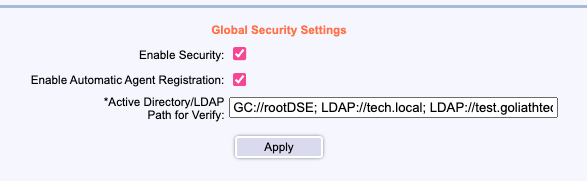 Global Security Settings
Enable Security:
Enable Automatic Agent Registration:
*Active Directory/LDAP
Path for Verify:
GC://rootDSE; LDAP://tech.local; LDAP://test.goliathtec
Apply